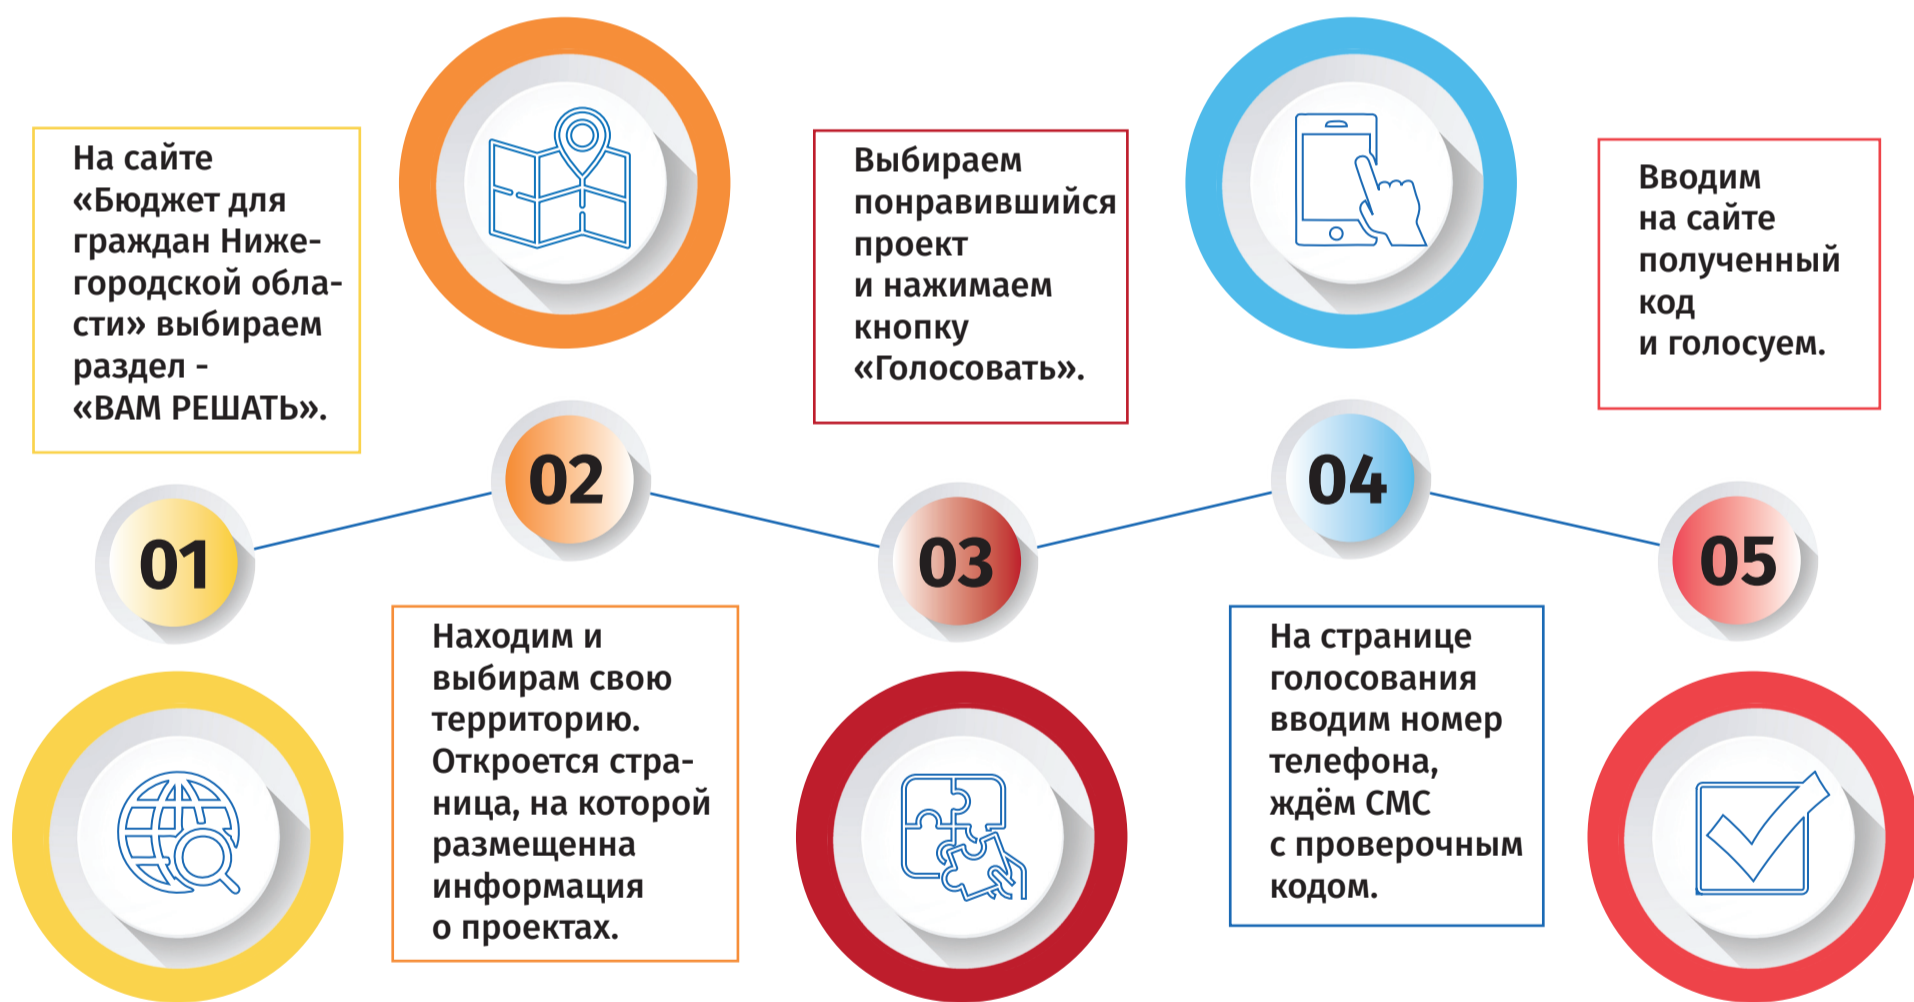 На сайте
«Бюджет для
граждан Ниже-
городской обла-
сти» выбираем
раздел -
«ВАМ РЕШАТЬ».
01
02
Находим и
выбирам свою
территорию.
Откроется стра-
ница, на которой
размещенна
информация
о проектах.
Выбираем
понравившийся
проект
и нажимаем
кнопку
«Голосовать».
03
04
На странице
голосования
вводим номер
телефона,
ждём СМС
с проверочным
кодом.
Вводим
на сайте
полученный
код
и голосуем.
05